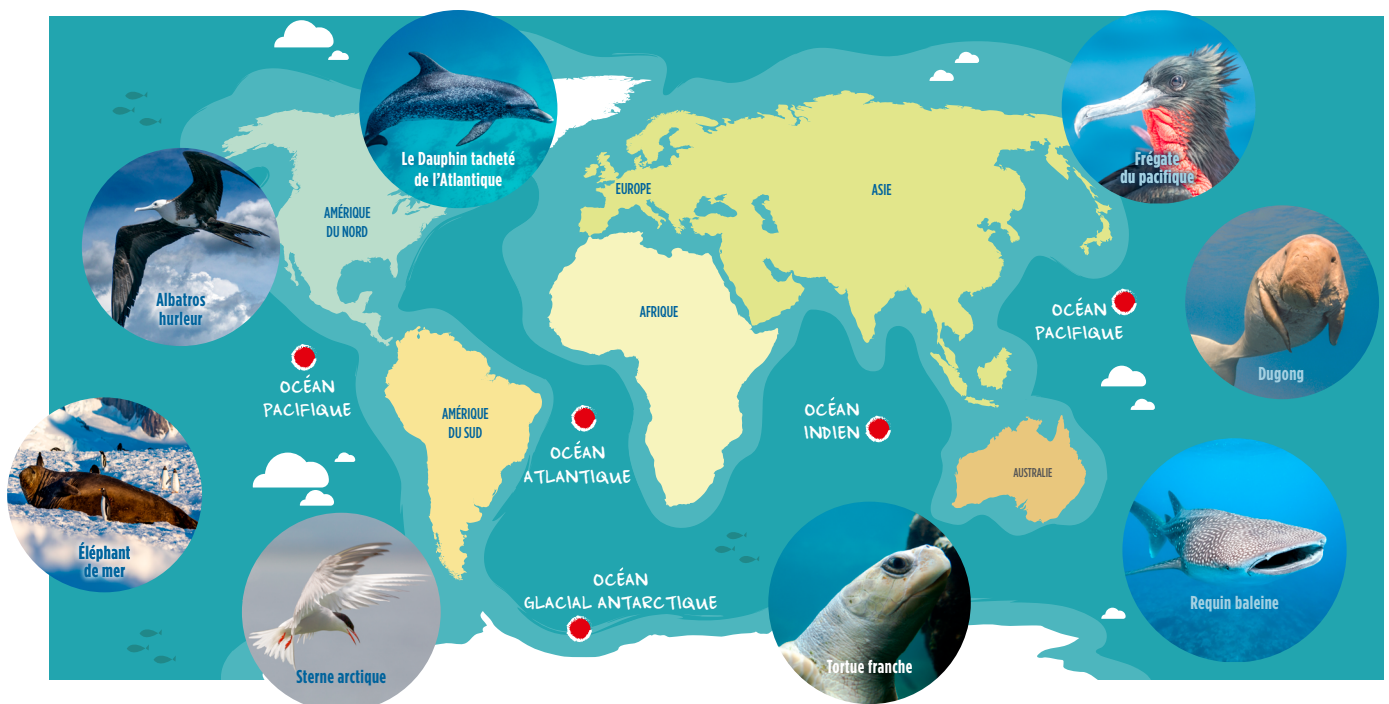 Le Dauphin tacheté
de l'Atlantique
Frégate
du pacifique
Albatros
hurleur
AMÉRIQUE
DU NORD
EUROPE
ASIE
AFRIQUE
OCÉAN
PACIFIQUE
Dugong
OCÉAN
PACIFIQUE
AMÉRIQUE
DU SUD
OCÉAN
ATLANTIQUE
OCÉAN
INDIEN
AUSTRALIE
Éléphant
de mer
Sterne arctique
OCÉAN
GLACIAL ANTARCTIQUE
Tortue franche
Requin baleine